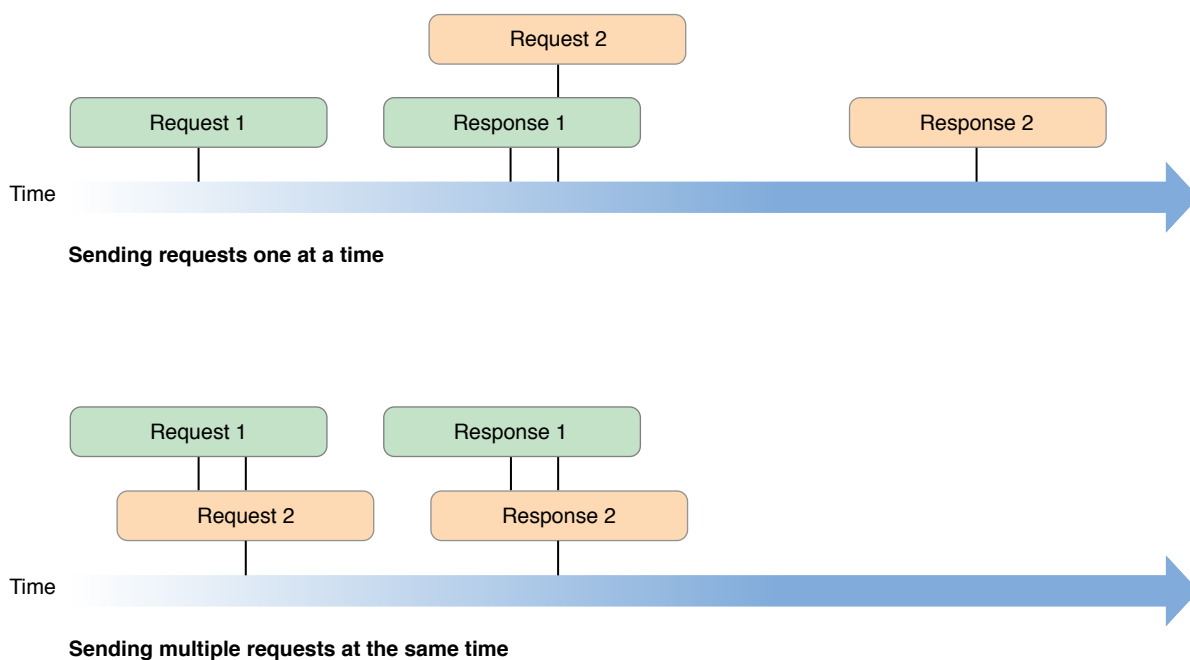 Request 2
Request 1
Response 1
Response 2
Time
Sending requests one at a time
Request 1
Response 1
Request 2
Response 2
Time
Sending multiple requests at the same time